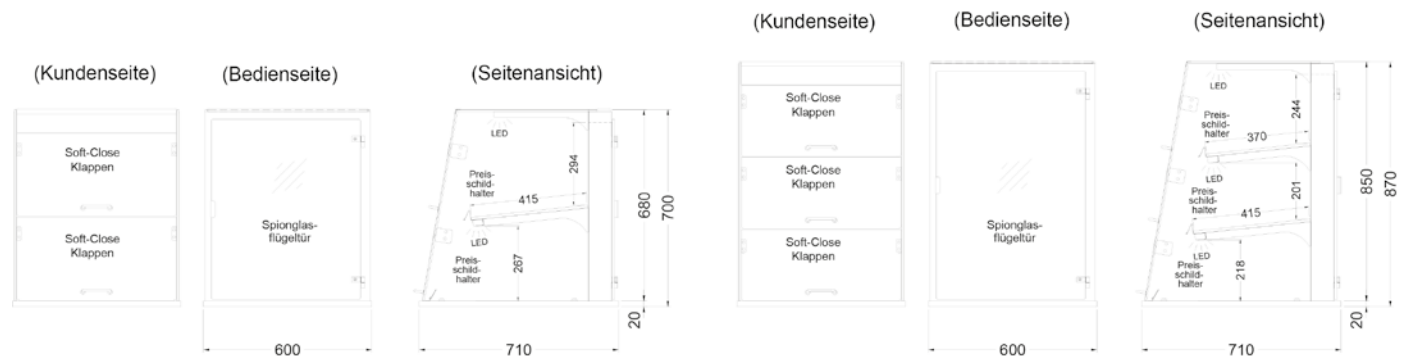 (Kundenseite)
(Bedienseite)
(Seitenansicht)
Soft-Close
Klappen
Soft-Close
Klappen
Spionglas-
flügeltür
600
LED
Preis-
schild-
halter
415
294
LED
Preis-
schild-
halter
267
680
700
20
710
(Kundenseite)
(Bedienseite)
(Seitenansicht)
Soft-Close
Klappen
Soft-Close
Klappen
Soft-Close
Klappen
Spionglas-
flügeltür
600
LED
Preis-
schild-
halter
370
244
LED
Preis-
schild-
halter
415
201
LED
Preis-
schild-
halter
218
850
870
20
710